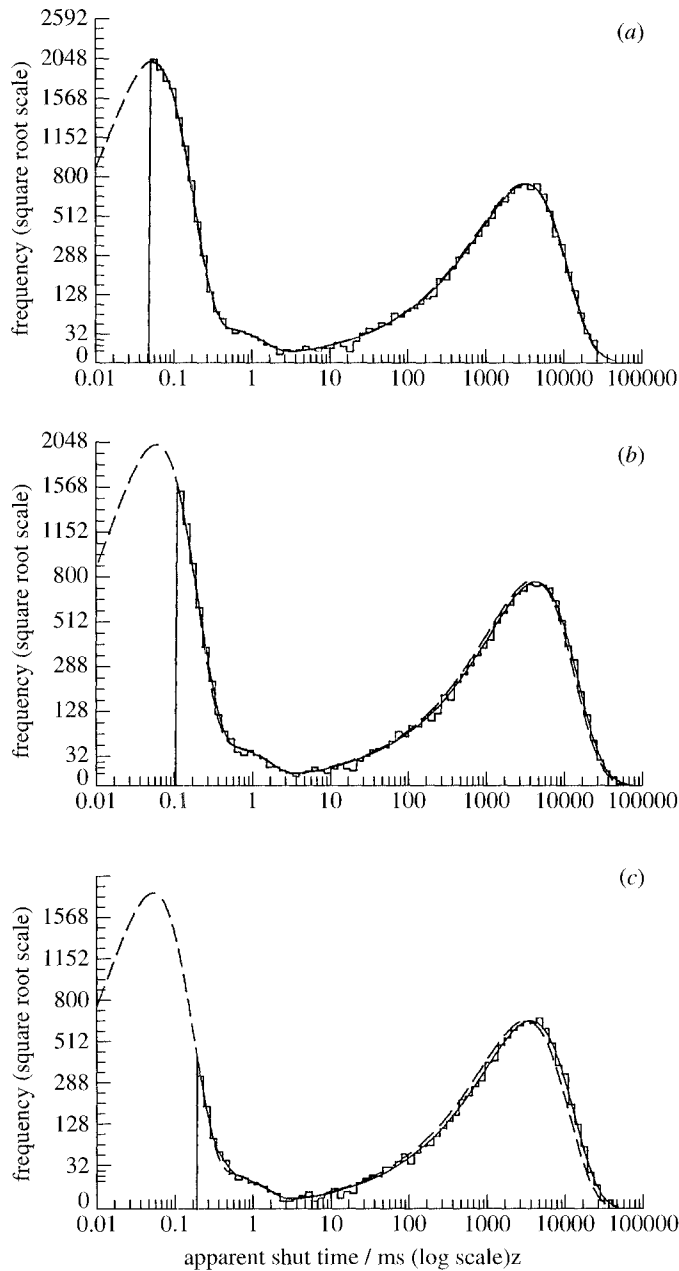 (a)
frequency (square root scale)
2592
2048
1568
1152
800
512
288
128
32
0
0.01 0.1 1 10 100 1000 10000 100000
(b)
frequency (square root scale)
2048
1568
1152
800
512
288
128
32
0
0.01 0.1 1 10 100 1000 10000 100000
(c)
frequency (square root scale)
1568
1152
800
512
288
128
32
0
0.01 0.1 1 10 100 1000 10000 100000
apparent shut time / ms (log scale)z